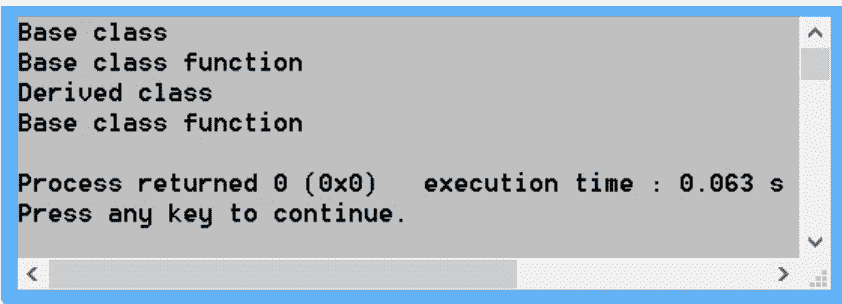 Base class
Base class function
Derived class
Base class function
Process returned 0 (0x0)   execution time : 0.063 s
Press any key to continue.